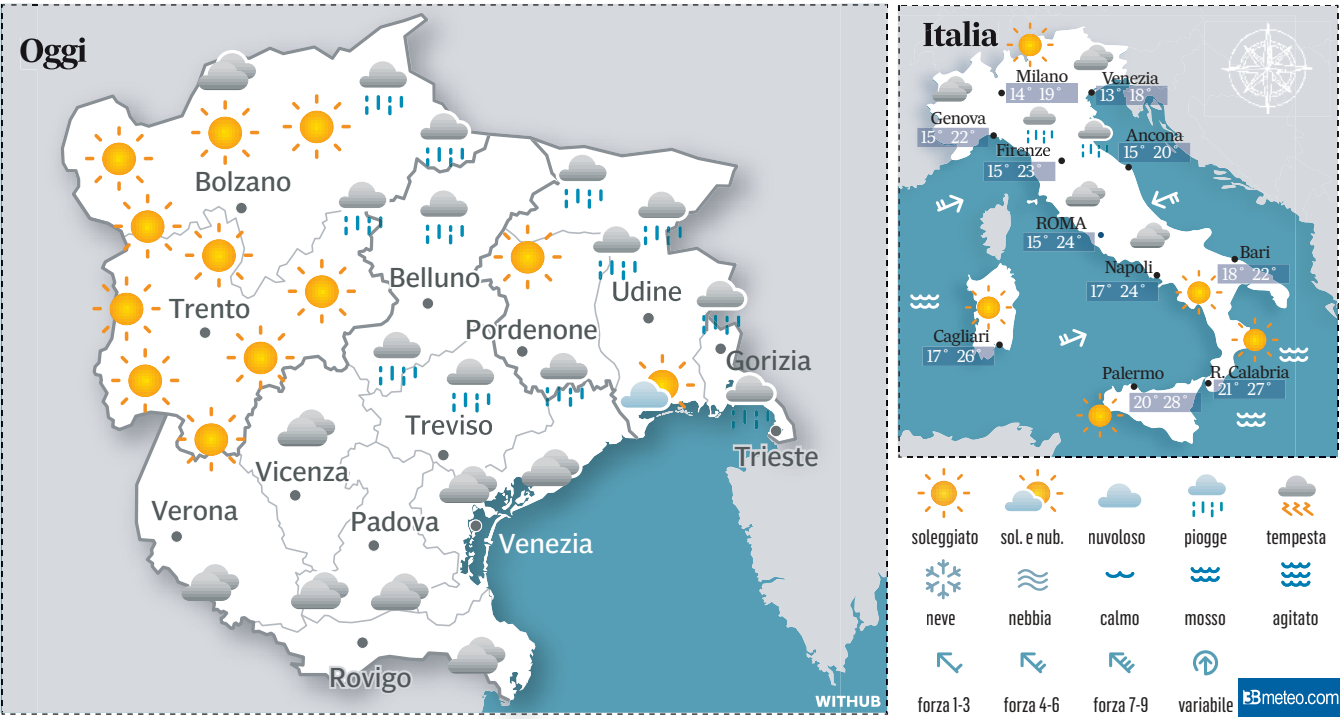 Oggi
Bolzano
Trento
Belluno
Udine
Pordenone
Gorizia
Treviso
Trieste
Vicenza
Verona
Padova
Venezia
Rovigo
WITHUB
Italia
Milano
14° 19°
Venezia
13° 18°
Genova
15° 22°
Ancona
15° 20°
Firenze
15° 23°
ROMA
15° 24°
Bari
18° 22°
Napoli
17° 24°
Cagliari
17° 26°
Palermo
20° 28°
R. Calabria
21° 27°
soleggiato sol. e nub. nuvoloso piogge tempesta
neve nebbia calmo mosso agitato
forza 1-3 forza 4-6 forza 7-9 variabile
3Bmeteo.com